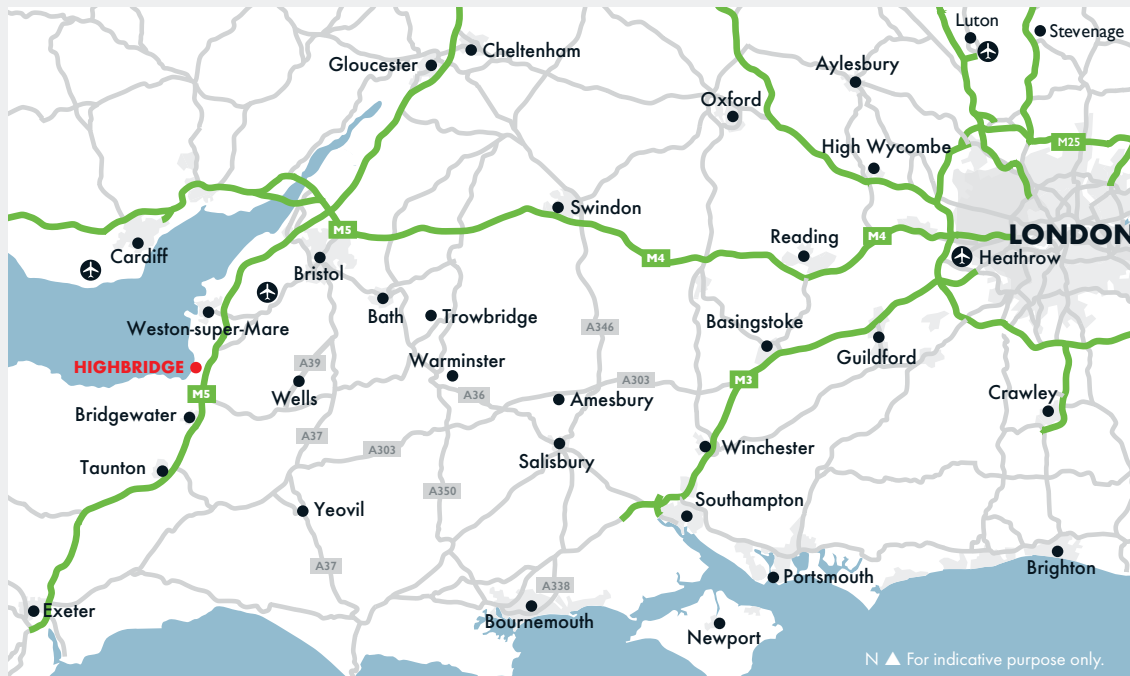 Luton
Stevenage
Cheltenham
Gloucester
Aylesbury
Oxford
M25
High Wycombe
Swindon
M5
LONDON
Reading
M4
Cardiff
Heathrow
M4
Bristol
Weston-super-Mare
Bath
Trowbridge
Basingstoke
A346
Guildford
HIGHBRIDGE
A39
Warminster
A303
M3
M5
Wells
A36
Amesbury
Crawley
Bridgewater
A37
A303
Winchester
Taunton
Salisbury
A350
Southampton
Yeovil
A37
Portsmouth
Brighton
A338
Exeter
Bournemouth
Newport
N ▲ For indicative purpose only.